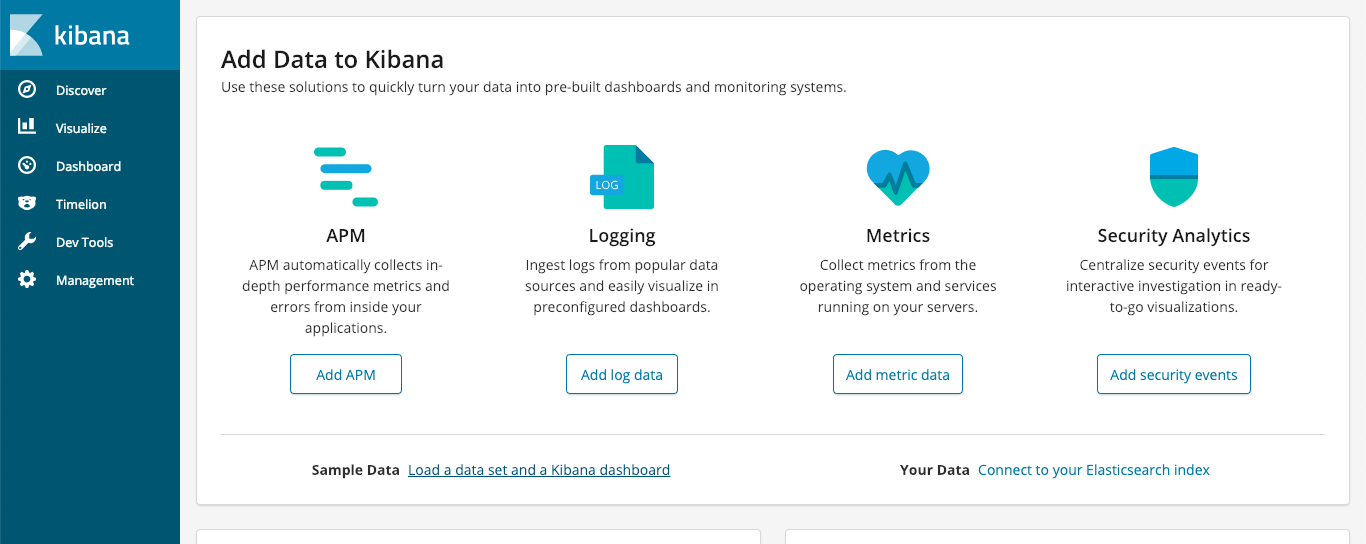 kibana
Discover
Visualize
Dashboard
Timelion
Dev Tools
Management
Add Data to Kibana
Use these solutions to quickly turn your data into pre-built dashboards and monitoring systems.
APM
APM automatically collects in-
depth performance metrics and
errors from inside your
applications.
Add APM
LOG
Logging
Ingest logs from popular data
sources and easily visualize in
preconfigured dashboards.
Add log data
Metrics
Collect metrics from the
operating system and services
running on your servers.
Add metric data
Security Analytics
Centralize security events for
interactive investigation in ready-
to-go visualizations.
Add security events
Sample Data Load a data set and a Kibana dashboard
Your Data Connect to your Elasticsearch index